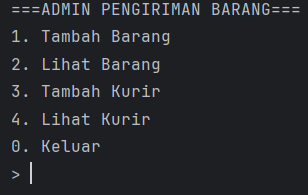 ===ADMIN PENGIRIMAN BARANG===
1. Tambah Barang
2. Lihat Barang
3. Tambah Kurir
4. Lihat Kurir
0. Keluar
>